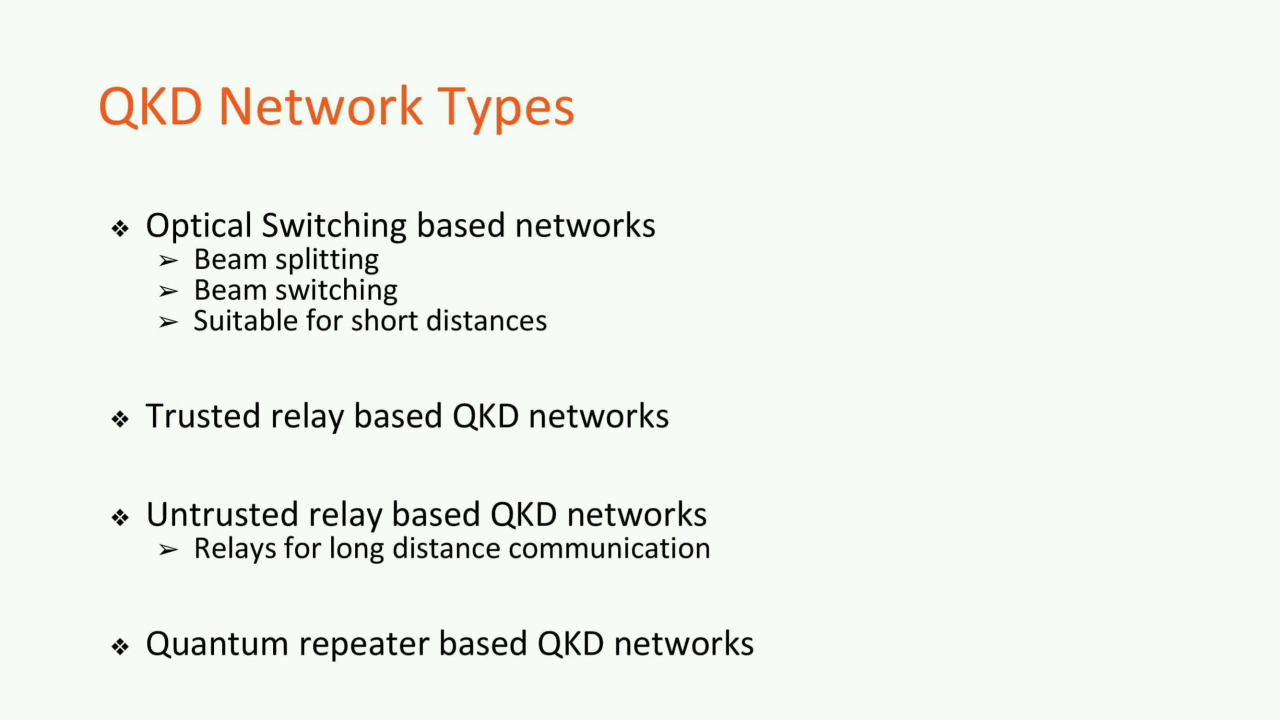 QKD Network Types
❖ Optical Switching based networks
➢ Beam splitting
➢ Beam switching
➢ Suitable for short distances
❖ Trusted relay based QKD networks
❖ Untrusted relay based QKD networks
➢ Relays for long distance communication
❖ Quantum repeater based QKD networks